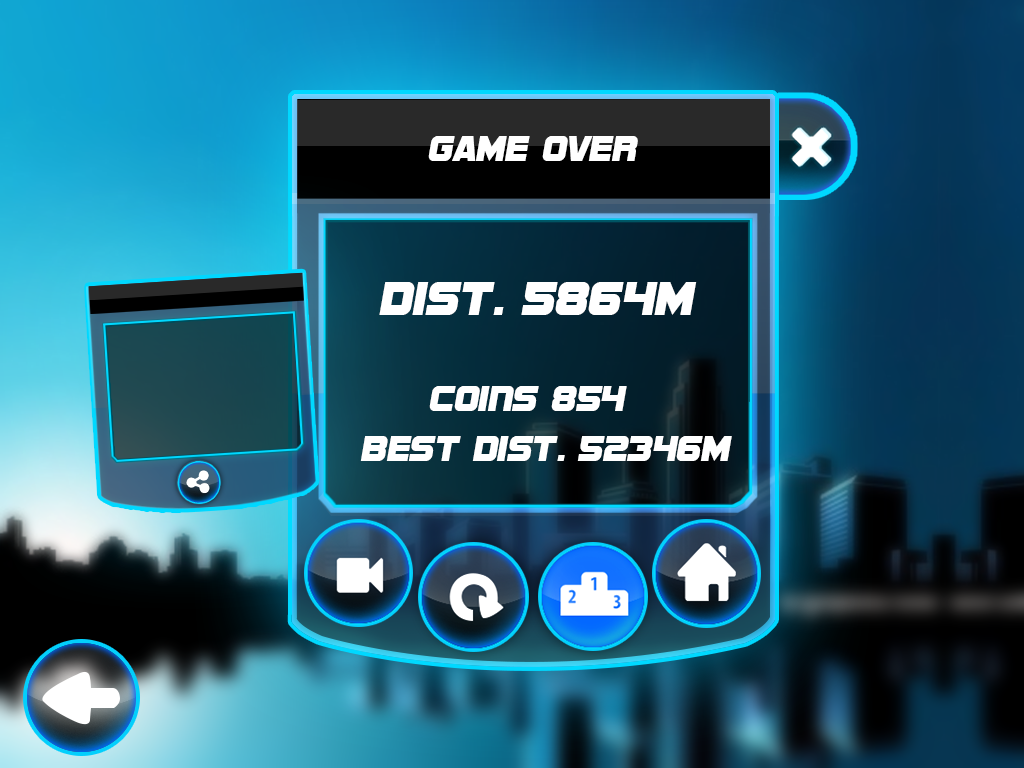 GAME OVER
DIST. 5864M
COINS 854
BEST DIST. 52346M
1
2 3